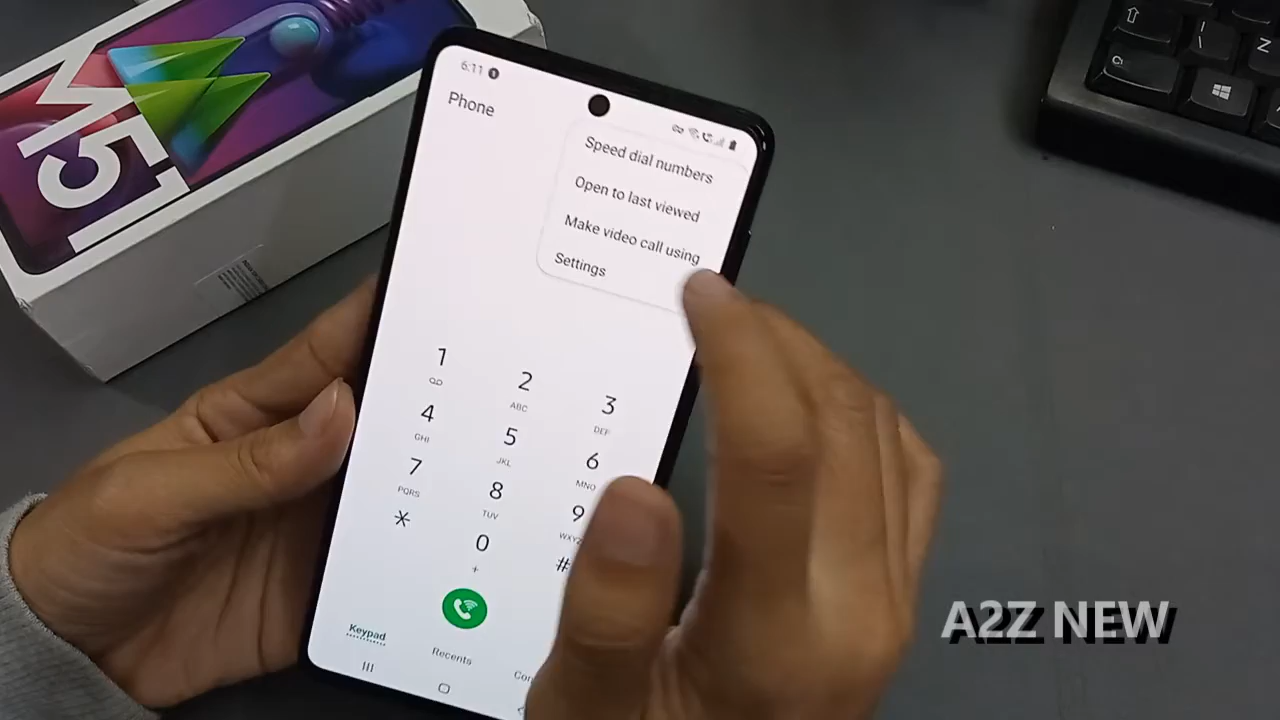 M51
6:11
Phone
Speed dial numbers
Open to last viewed
Make video call using
Settings
1
2
ABC
3
DEF
4
GHI
5
JKL
6
MNO
7
PQRS
8
TUV
9
*
0
+
#
Keypad
Recents
A2Z NEW
Z